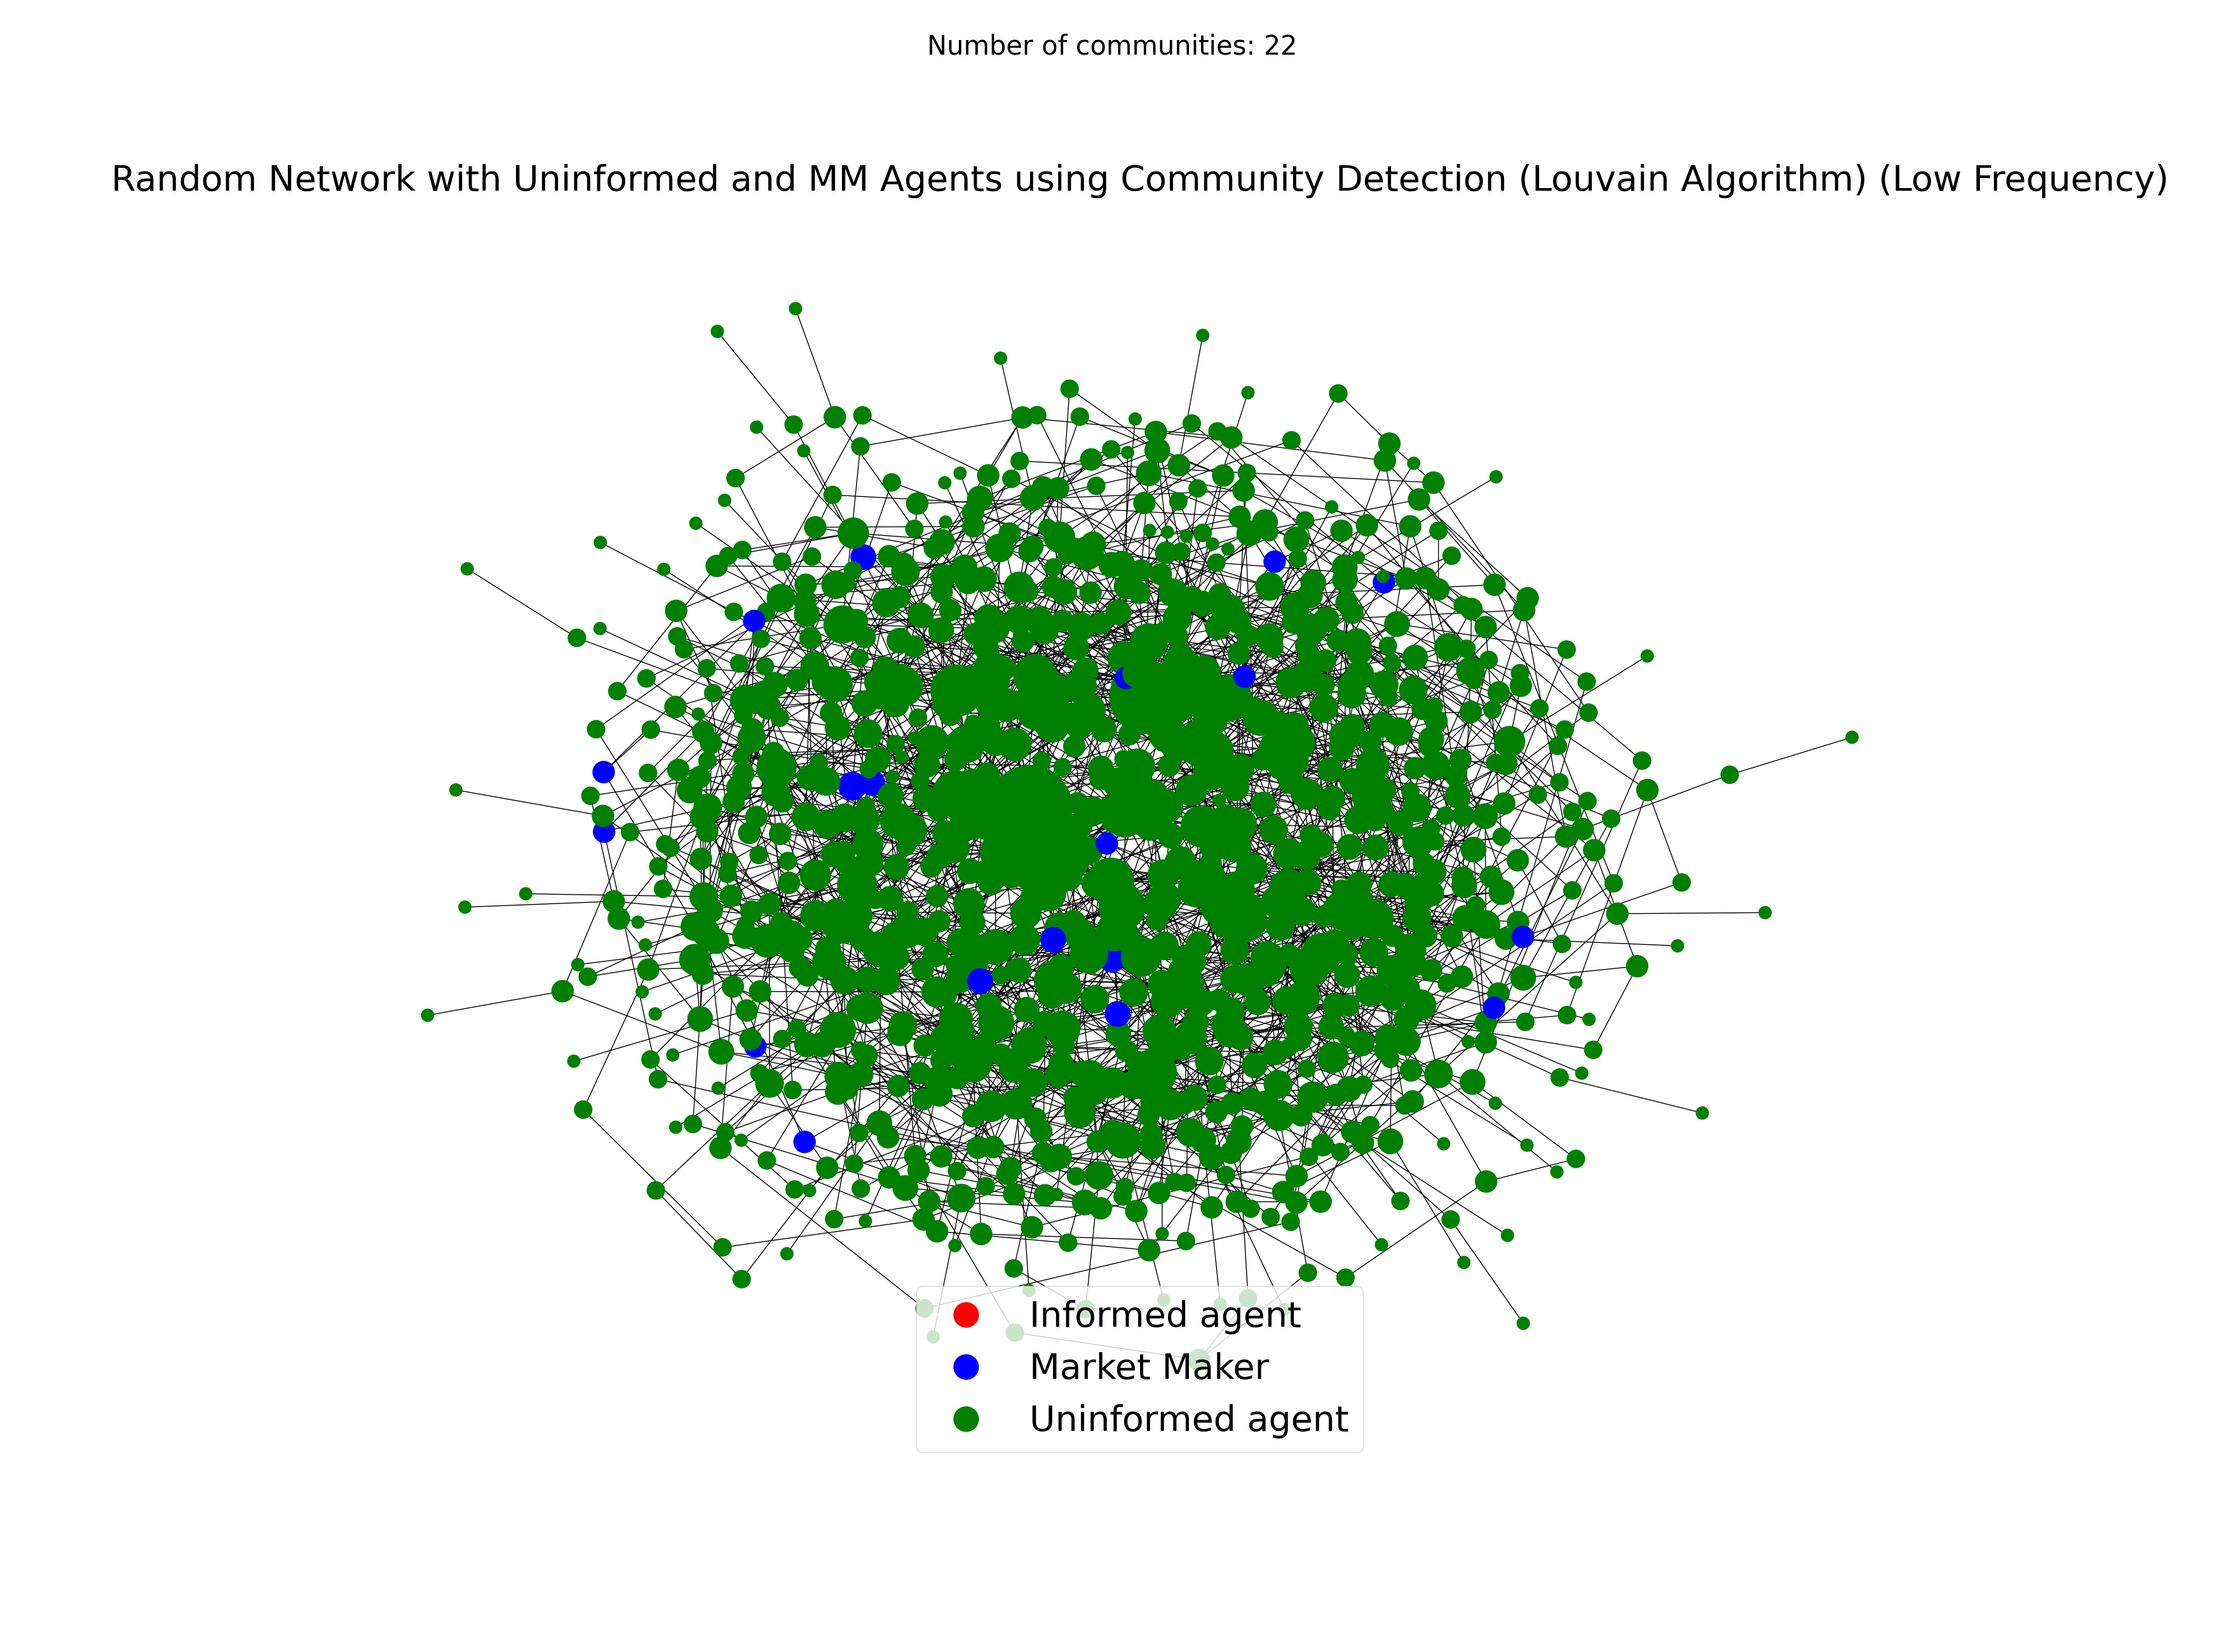 Number of communities: 22
Random Network with Uninformed and MM Agents using Community Detection (Louvain Algorithm) (Low Frequency)
Informed agent
Market Maker
Uninformed agent